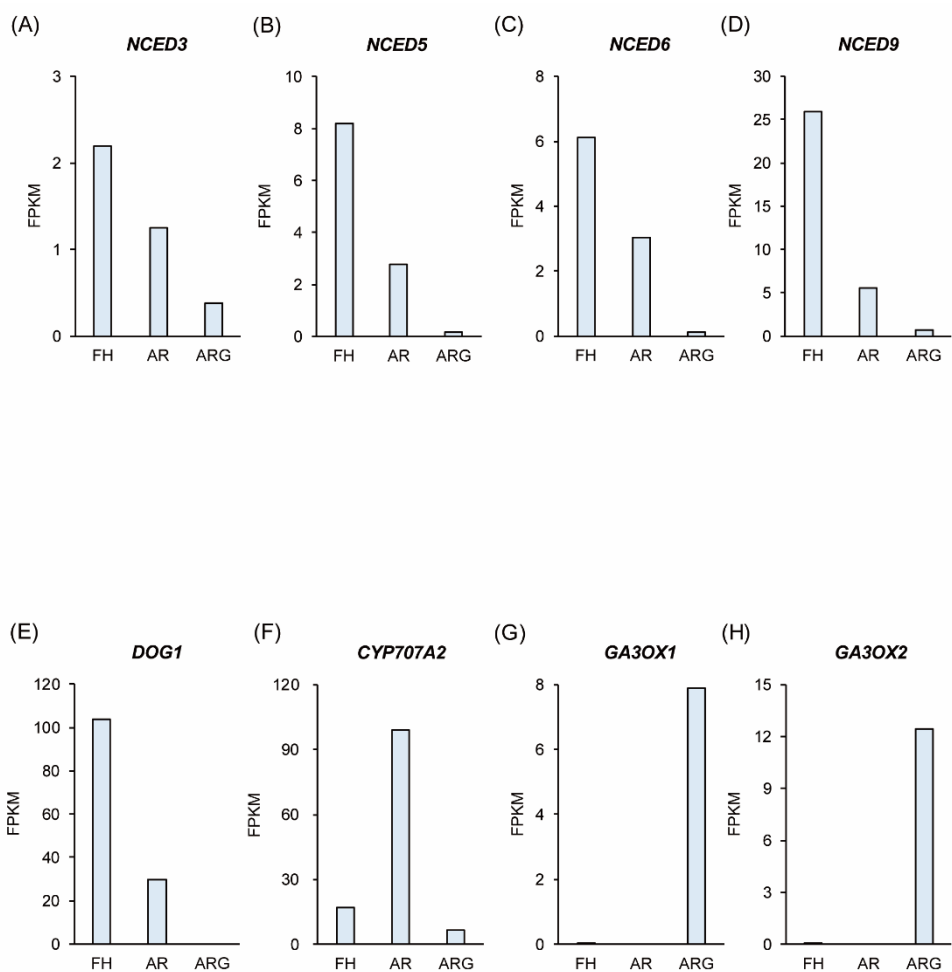 (A) NCED3
3
2
1
0
FPKM
FH AR ARG
(B) NCED5
10
8
6
4
2
0
FPKM
FH AR ARG
(C) NCED6
8
6
4
2
0
FPKM
FH AR ARG
(D) NCED9
30
25
20
15
10
5
0
FPKM
FH AR ARG
(E) DOG1
120
100
80
60
40
20
0
FPKM
FH AR ARG
(F) CYP707A2
120
90
60
30
0
FPKM
FH AR ARG
(G) GA3OX1
8
6
4
2
0
FPKM
FH AR ARG
(H) GA3OX2
15
12
9
6
3
0
FPKM
FH AR ARG